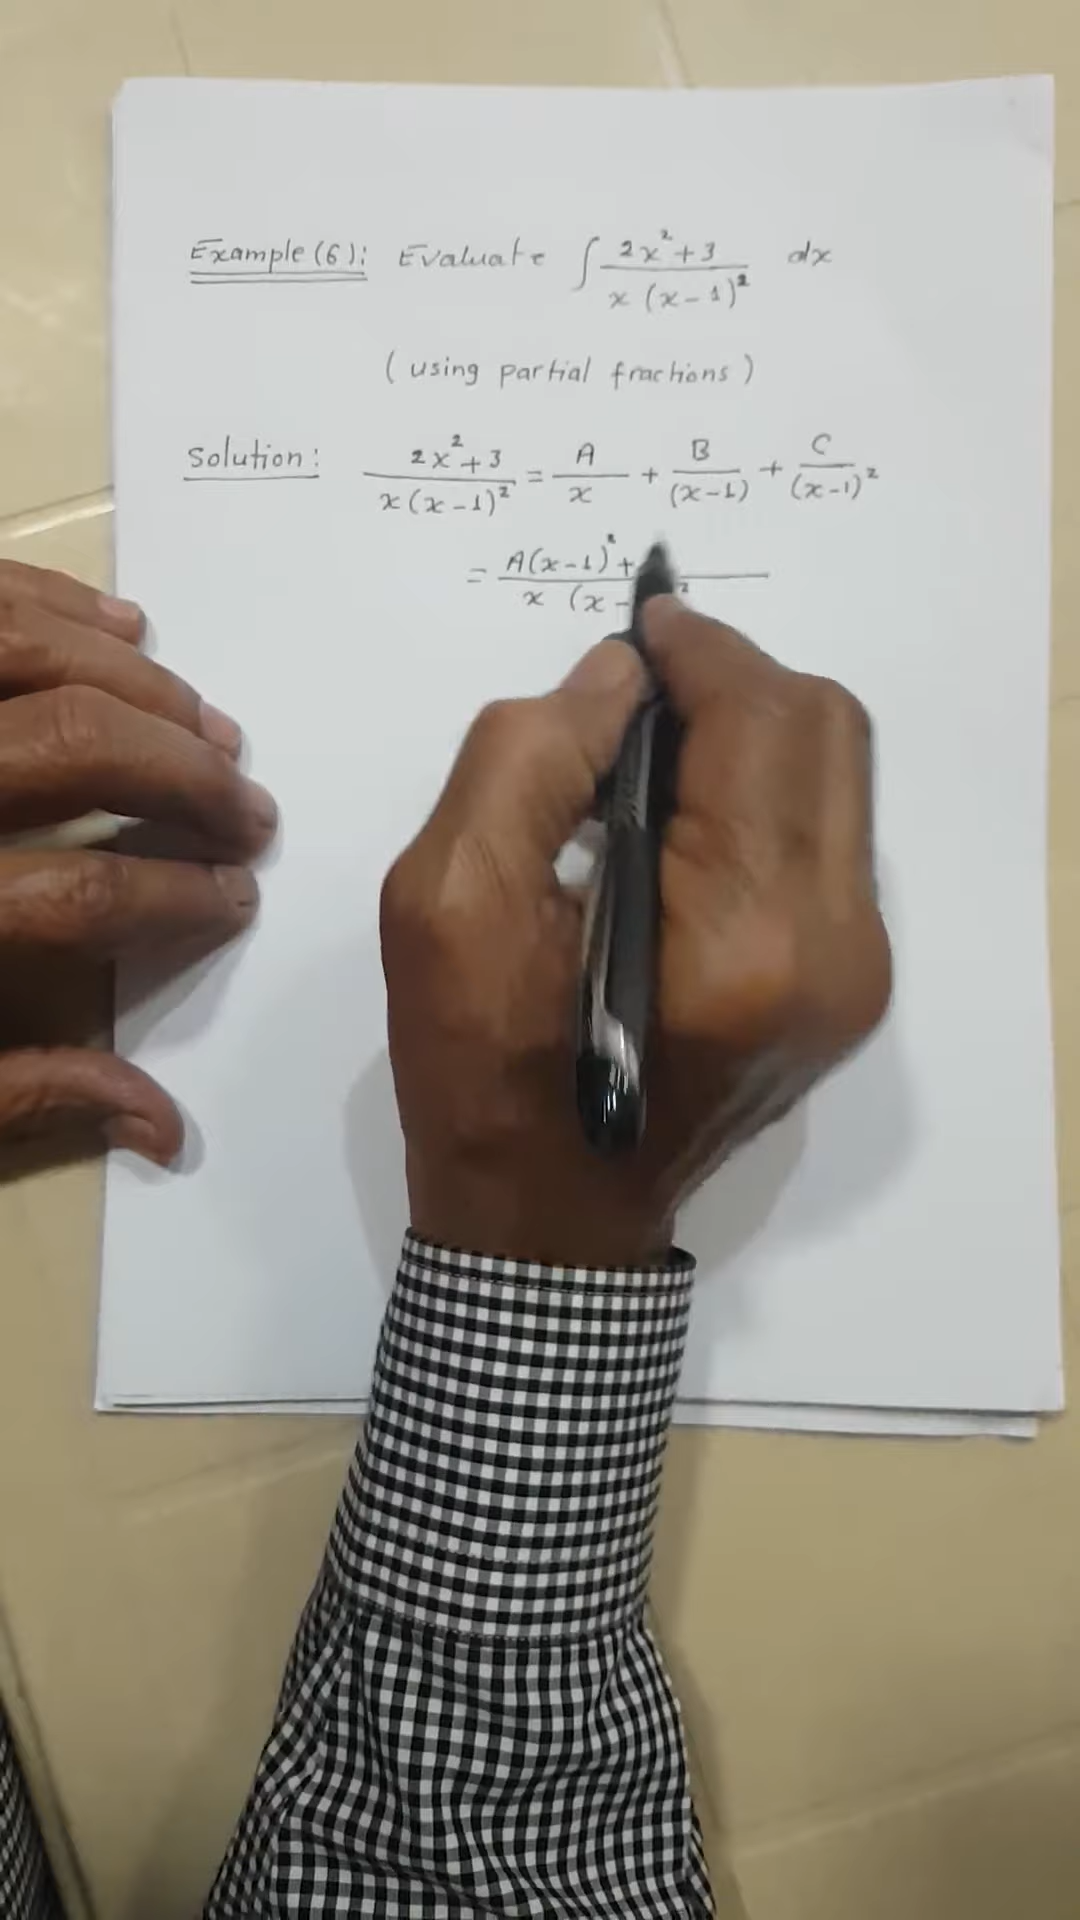 Example (6): Evaluate ∫ (2x² + 3) / (x (x - 1)²) dx
(using partial fractions)
Solution: (2x² + 3) / (x (x - 1)²) = A / x + B / (x - 1) + C / (x - 1)²
= A(x - 1)² + / x (x - ²